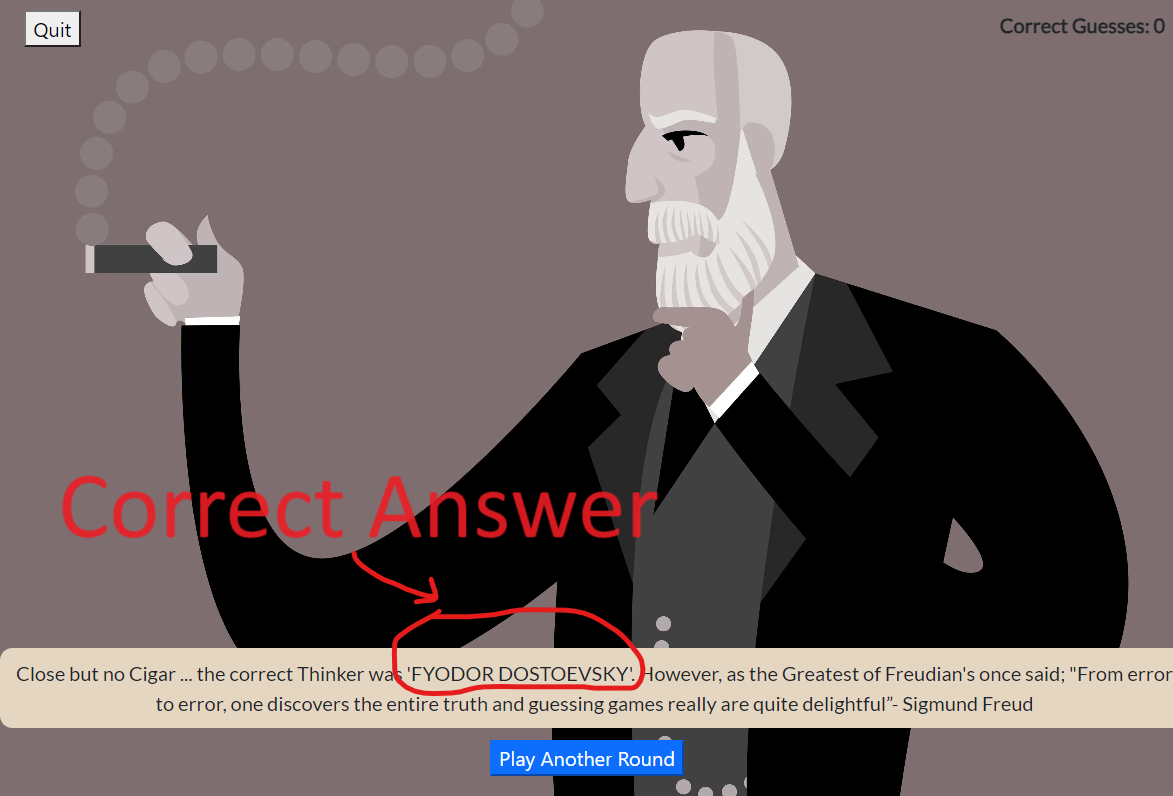 Quit
Correct Guesses: 0
Correct Answer
Close but no Cigar ... the correct Thinker was 'FYODOR DOSTOEVSKY'. However, as the Greatest of Freudian's once said; "From error
to error, one discovers the entire truth and guessing games really are quite delightful”- Sigmund Freud
Play Another Round